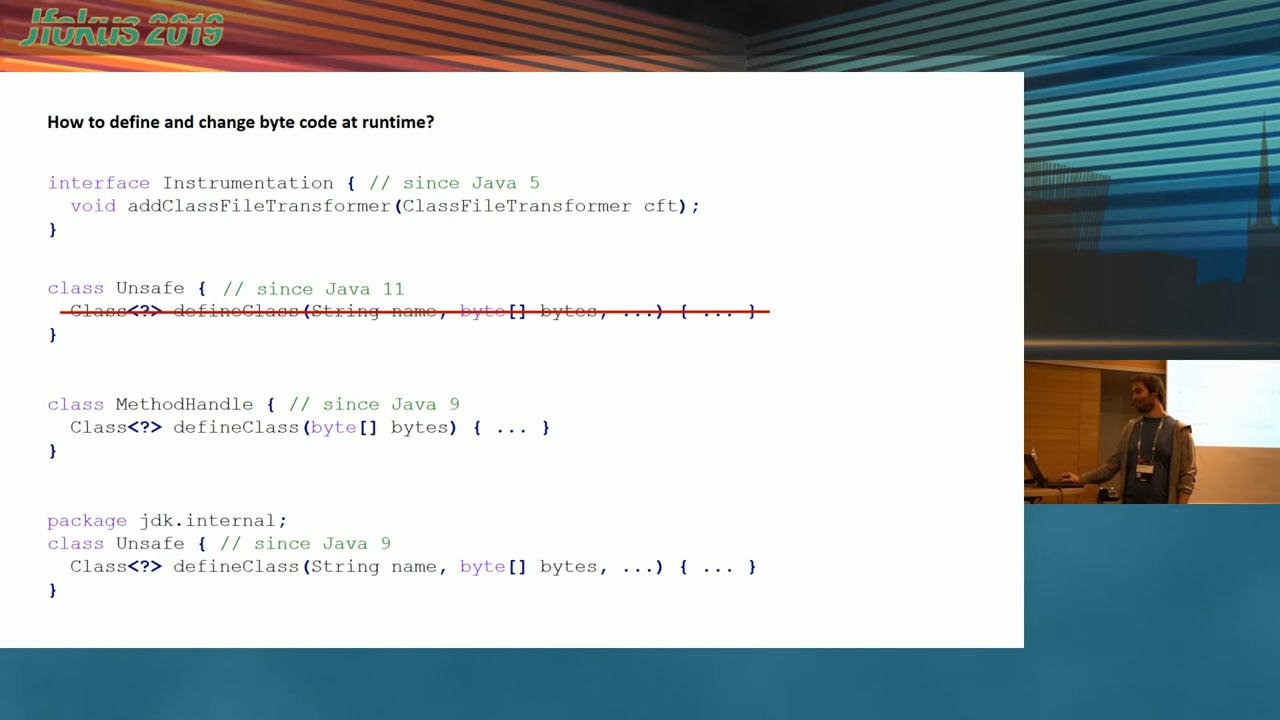 Jfokus 2019
How to define and change byte code at runtime?
interface Instrumentation { // since Java 5
void addClassFileTransformer(ClassFileTransformer cft);
}
class Unsafe { // since Java 11
Class<?> defineClass(String name, byte[] bytes, ...) { ... }
}
class MethodHandle { // since Java 9
Class<?> defineClass(byte[] bytes) { ... }
}
package jdk.internal;
class Unsafe { // since Java 9
Class<?> defineClass(String name, byte[] bytes, ...) { ... }
}